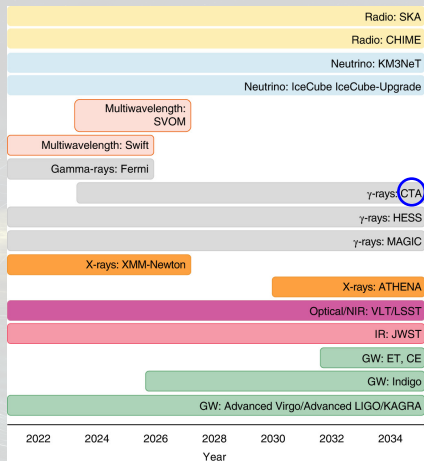 Radio: SKA
Radio: CHIME
Neutrino: KM3NeT
Neutrino: IceCube IceCube-Upgrade
Multiwavelength:
SVOM
Multiwavelength: Swift
Gamma-rays: Fermi
γ-rays: CTA
γ-rays: HESS
γ-rays: MAGIC
X-rays: XMM-Newton
X-rays: ATHENA
Optical/NIR: VLT/LSST
IR: JWST
GW: ET, CE
GW: Indigo
GW: Advanced Virgo/Advanced LIGO/KAGRA
2022 2024 2026 2028 2030 2032 2034
Year